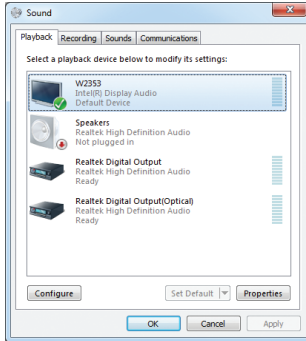 Sound
Playback Recording Sounds Communications
Select a playback device below to modify its settings:
W2353
Intel(R) Display Audio
Default Device
Speakers
Realtek High Definition Audio
Not plugged in
Realtek Digital Output
Realtek High Definition Audio
Ready
Realtek Digital Output(Optical)
Realtek High Definition Audio
Ready
Configure Set Default Properties
OK Cancel Apply